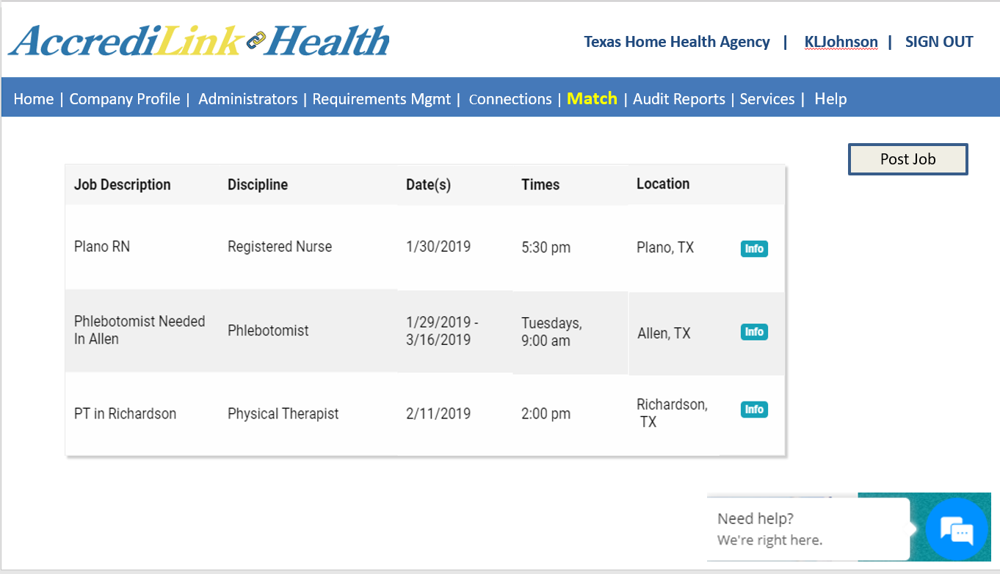 AccrediLink Health
Texas Home Health Agency | KLJohnson | SIGN OUT
Home | Company Profile | Administrators | Requirements Mgmt | Connections | Match | Audit Reports | Services | Help
Post Job
Job Description Discipline Date(s) Times Location
Plano RN Registered Nurse 1/30/2019 5:30 pm Plano, TX Info
Phlebotomist Needed
In Allen
Phlebotomist
1/29/2019 -
3/16/2019
Tuesdays,
9:00 am
Allen, TX
Info
PT in Richardson Physical Therapist 2/11/2019 2:00 pm
Richardson,
TX
Info
Need help?
We're right here.